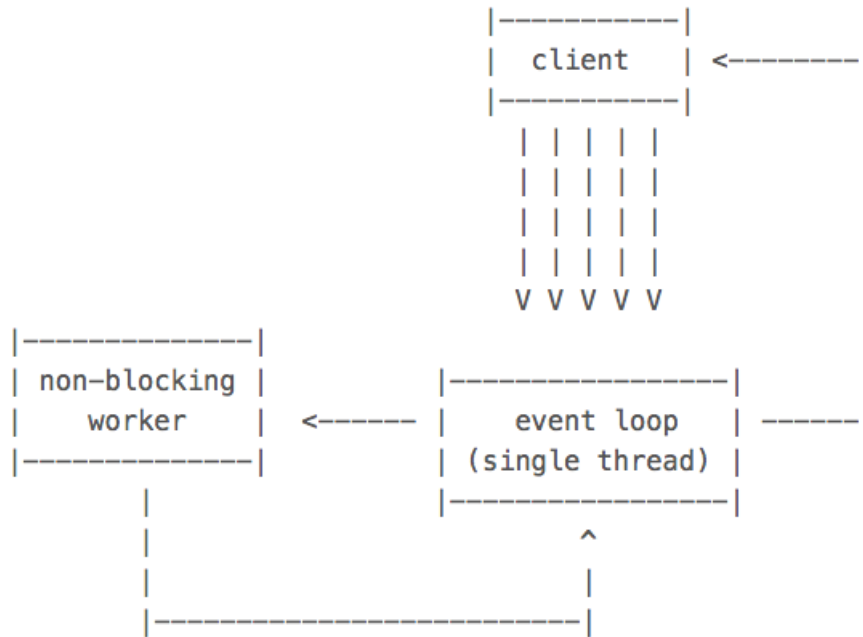 client
non-blocking
worker
event loop
(single thread)